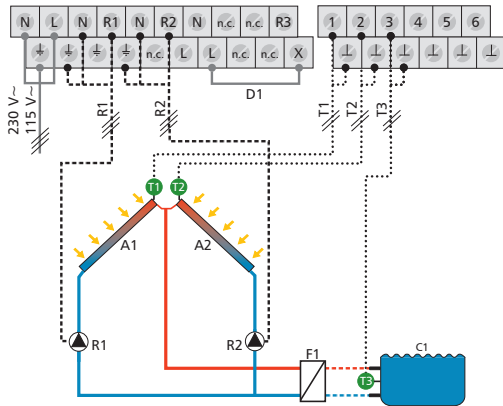 N L N R1 N R2 N n.c. n.c. R3
n.c. L L n.c. X
1 2 3 4 5 6
D1
230 V~
115 V~
R1
R2
T1
T2
T3
T1 T2
A1 A2
R1 R2
F1
C1
T3